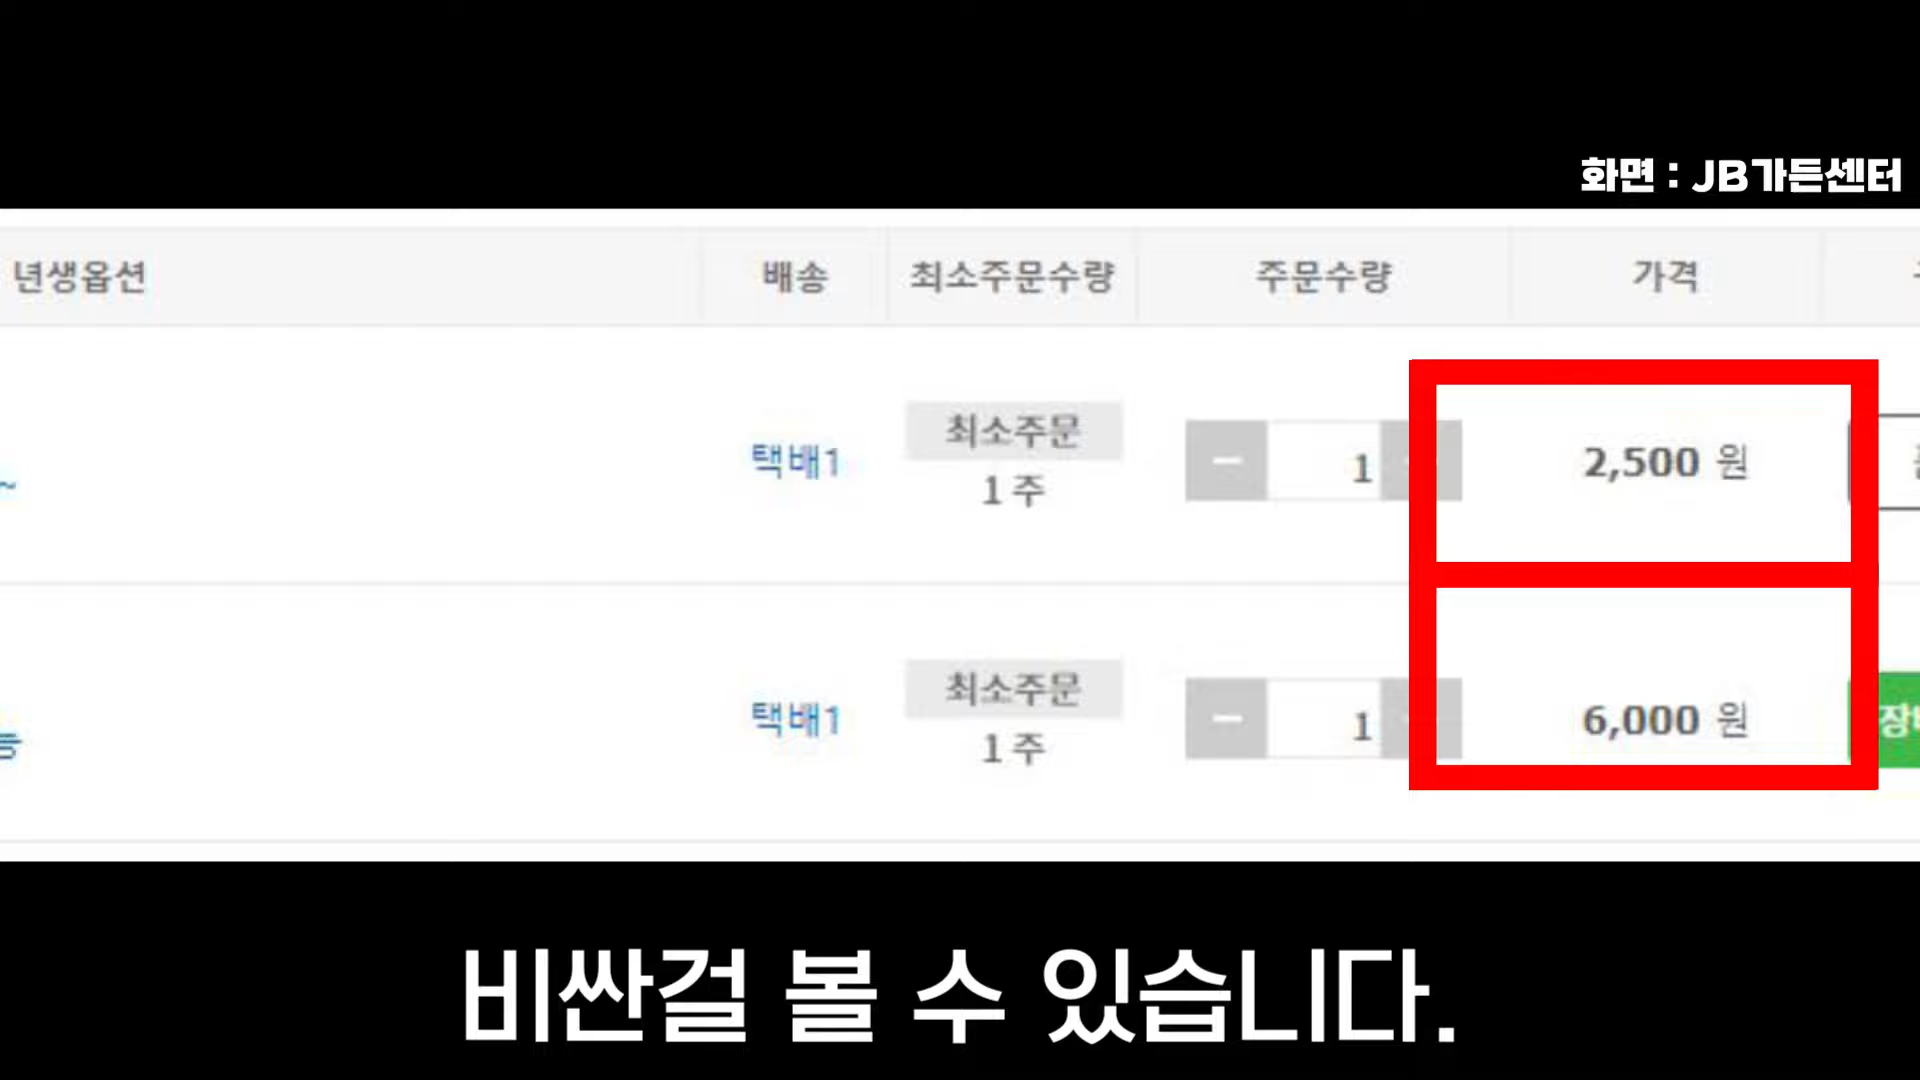 화면 : JB가든센터
년생옵션 배송 최소주문수량 주문수량 가격
~ 택배1 최소주문 1 2,500 원
1 주
능 택배1 최소주문 1 6,000 원
1 주
비싼걸 볼 수 있습니다.